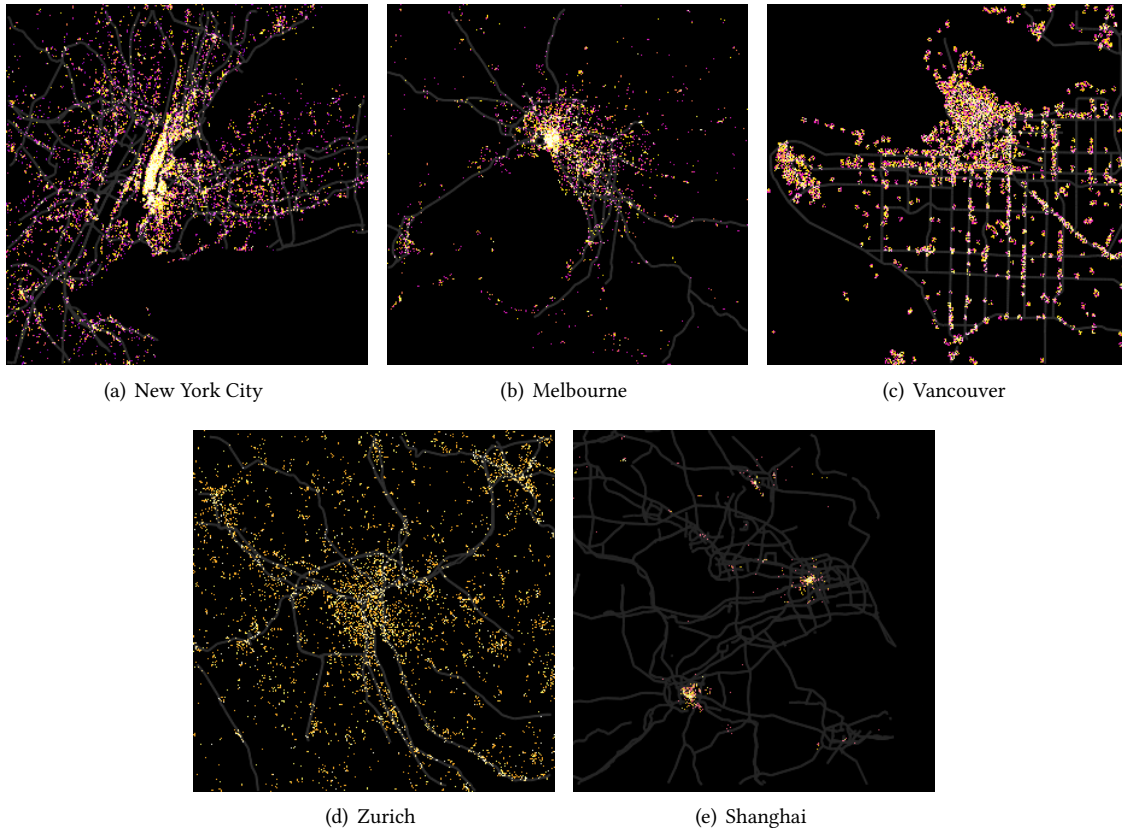 (a) New York City
(b) Melbourne
(c) Vancouver
(d) Zurich
(e) Shanghai